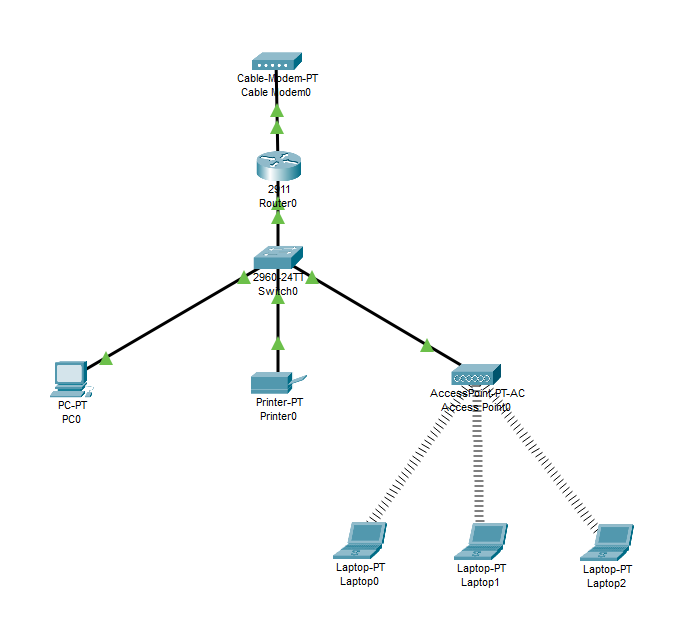 Cable-Modem-PT
Cable Modem0
2911
Router0
2960-24TT
Switch0
PC-PT
PC0
Printer-PT
Printer0
AccessPoint-PT-AC
Access Point0
Laptop-PT
Laptop0
Laptop-PT
Laptop1
Laptop-PT
Laptop2